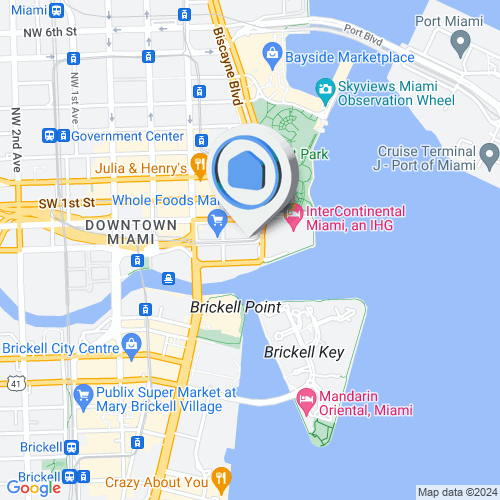 Miami
NW 6th St
Biscayne Blvd
Port Blvd
Port Miami
Bayside Marketplace
Skyviews Miami
Observation Wheel
NW 1st Ave
NW 2nd Ave
Government Center
Park
Cruise Terminal
J - Port of Miami
Julia & Henry's
SW 1st St
Whole Foods
InterContinental
Miami, an IHG
DOWNTOWN
MIAMI
Brickell Point
Brickell City Centre
Brickell Key
41
Publix Super Market at
Mary Brickell Village
Mandarin
Oriental, Miami
Brickell
Brickell
Crazy About You
Google
Map data ©2024